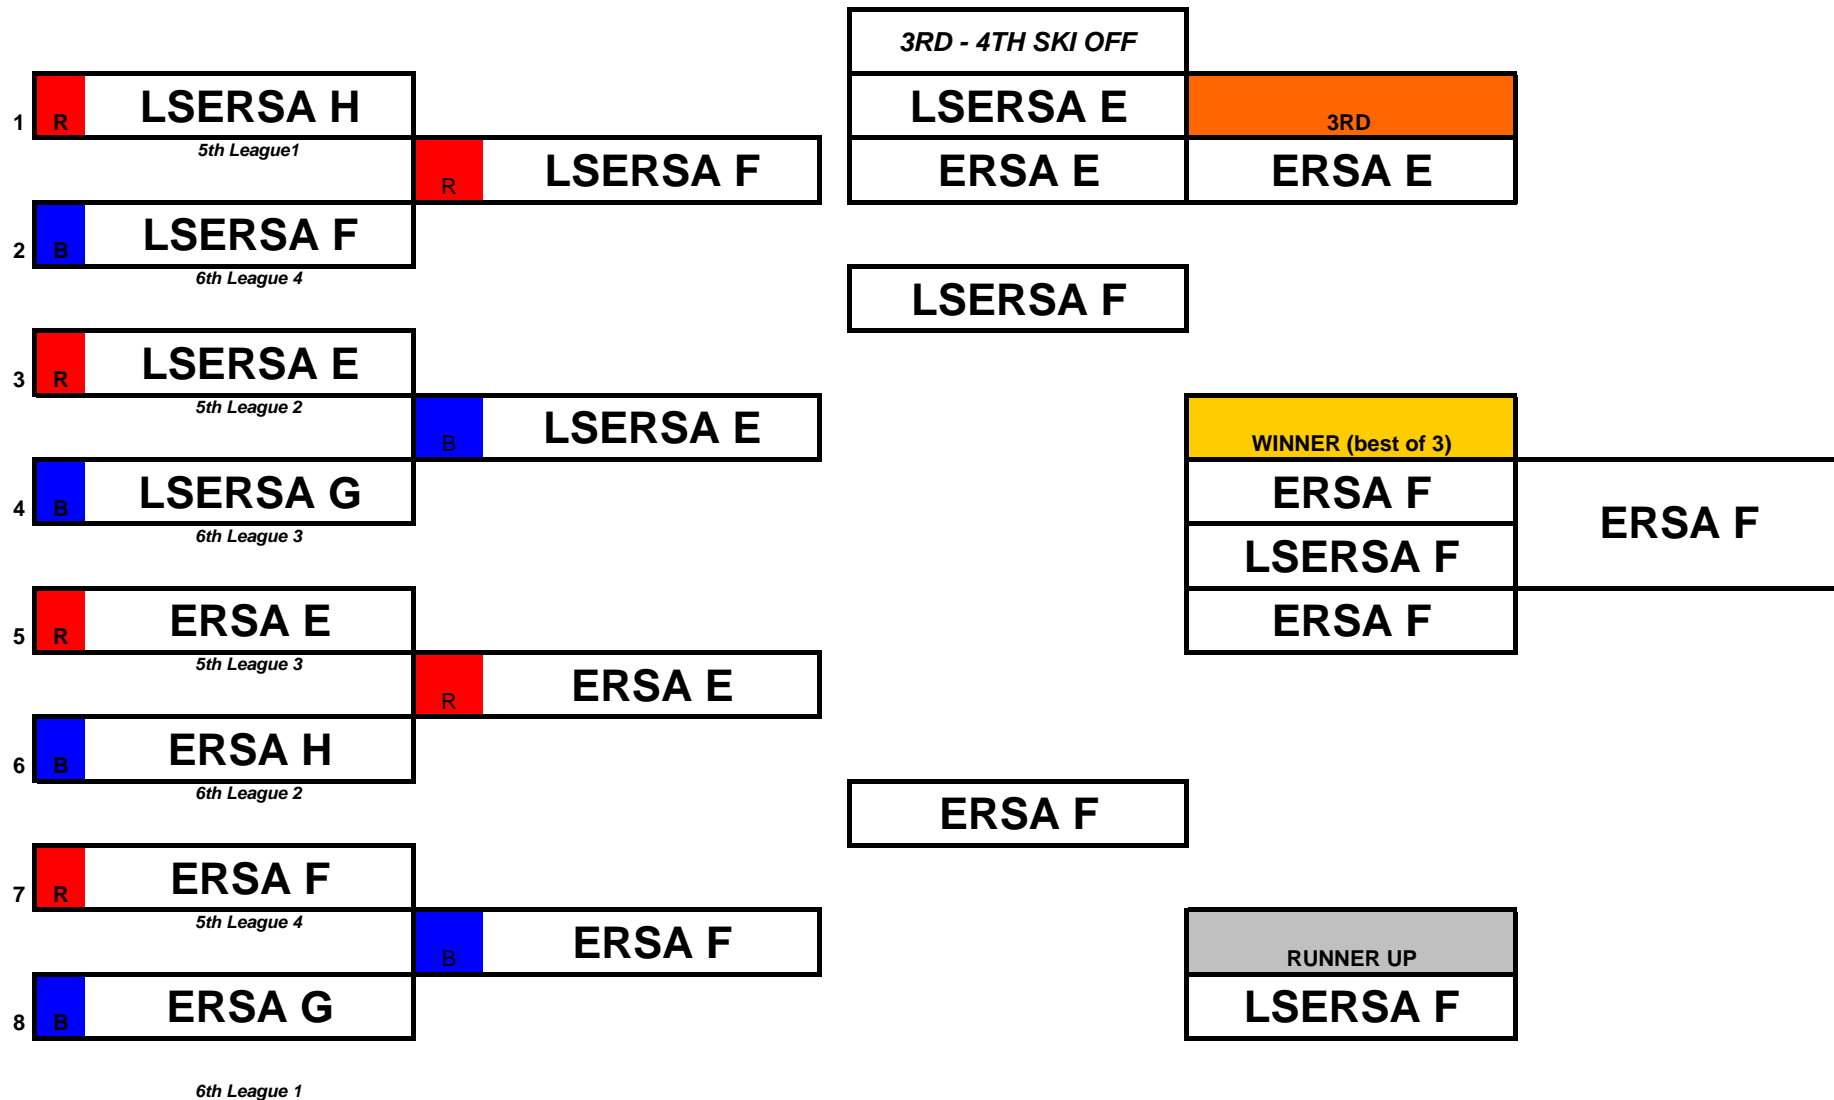 3RD - 4TH SKI OFF
1 R LSERSA H
LSERSA E 3RD
5th League1
R LSERSA F
ERSA E ERSA E
2 B LSERSA F
6th League 4
LSERSA F
3 R LSERSA E
5th League 2
B LSERSA E
WINNER (best of 3)
4 B LSERSA G
ERSA F
6th League 3
LSERSA F
ERSA F
5 R ERSA E
ERSA F
5th League 3
R ERSA E
6 B ERSA H
6th League 2
ERSA F
7 R ERSA F
5th League 4
B ERSA F
RUNNER UP
8 B ERSA G
LSERSA F
6th League 1